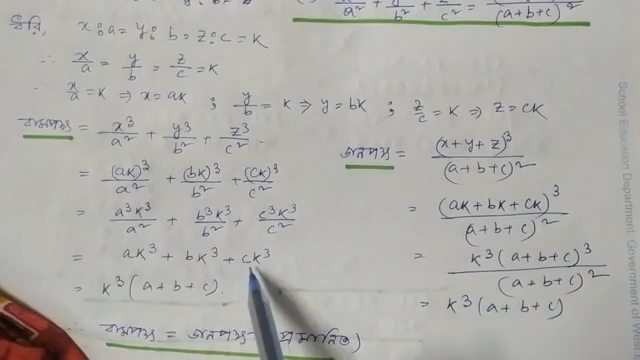 x³/a² + y³/b² + z³/c² = (a+b+c)²
ধরি, x:a = y:b = z:c = k
∴ x/a = y/b = z/c = k
x/a = k ⇒ x = ak ; y/b = k ⇒ y = bk ; z/c = k ⇒ z = ck
বামপক্ষ = x³/a² + y³/b² + z³/c².
= (ak)³/a² + (bk)³/b² + (ck)³/c²
= a³k³/a² + b³k³/b² + c³k³/c²
= ak³ + bk³ + ck³
= k³(a+b+c).
ডানপক্ষ = (x+y+z)³/(a+b+c)²
= (ak+bk+ck)³/(a+b+c)²
= k³(a+b+c)³/(a+b+c)²
= k³(a+b+c)
বামপক্ষ = ডানপক্ষ প্রমাণিত)
School Education Department, Government of W